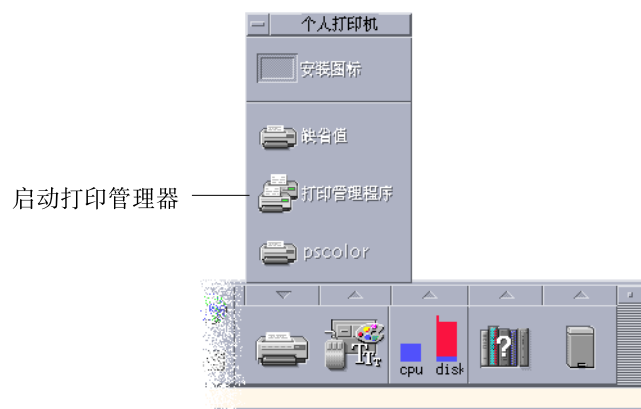 个人打印机
安装图标
缺省值
启动打印管理器
打印管理程序
pscolor
cpu disk
?